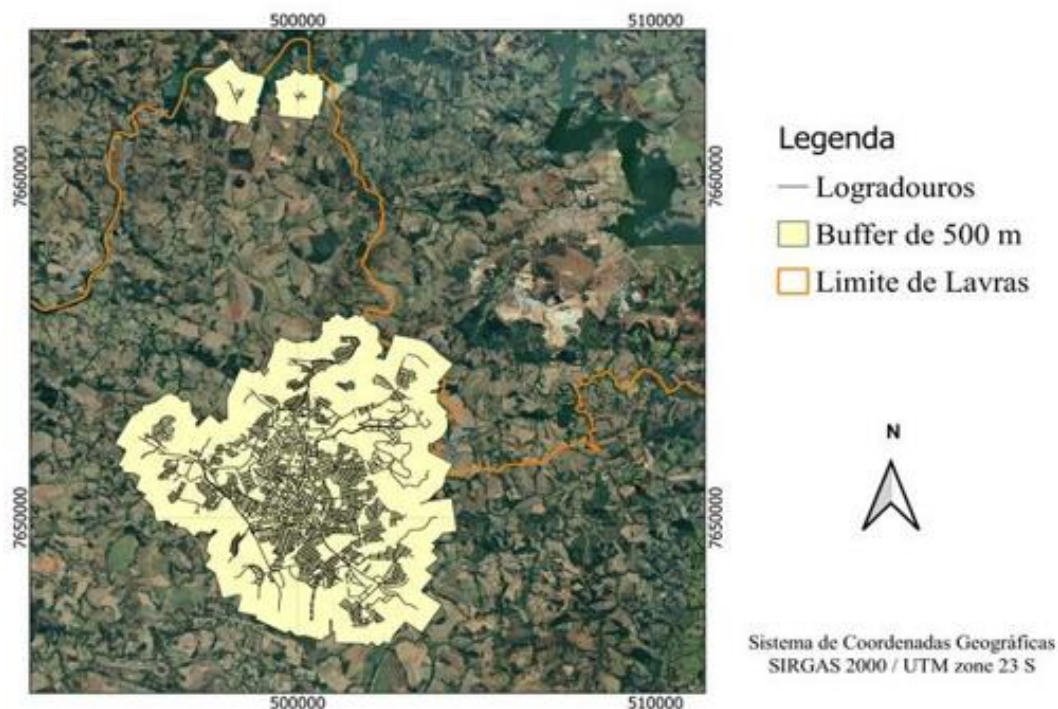 500000 510000
7660000 7660000
7650000 7650000
500000 510000
Legenda
Logradouros
Buffer de 500 m
Limite de Lavras
N
Sistema de Coordenadas Geográficas
SIRGAS 2000 / UTM zone 23 S